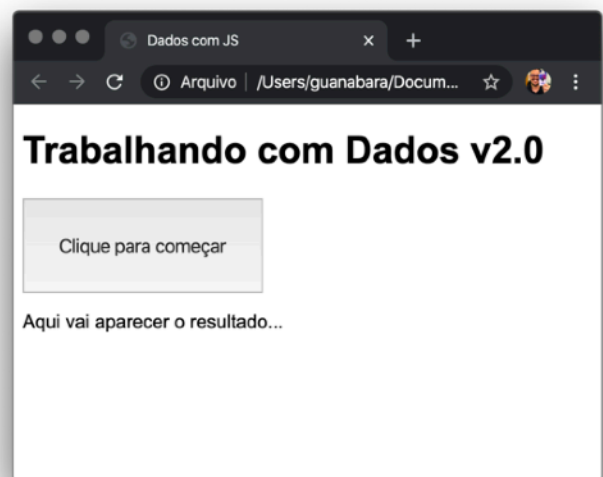 Dados com JS
Arquivo | /Users/guanabara/Docum...
Trabalhando com Dados v2.0
Clique para começar
Aqui vai aparecer o resultado...